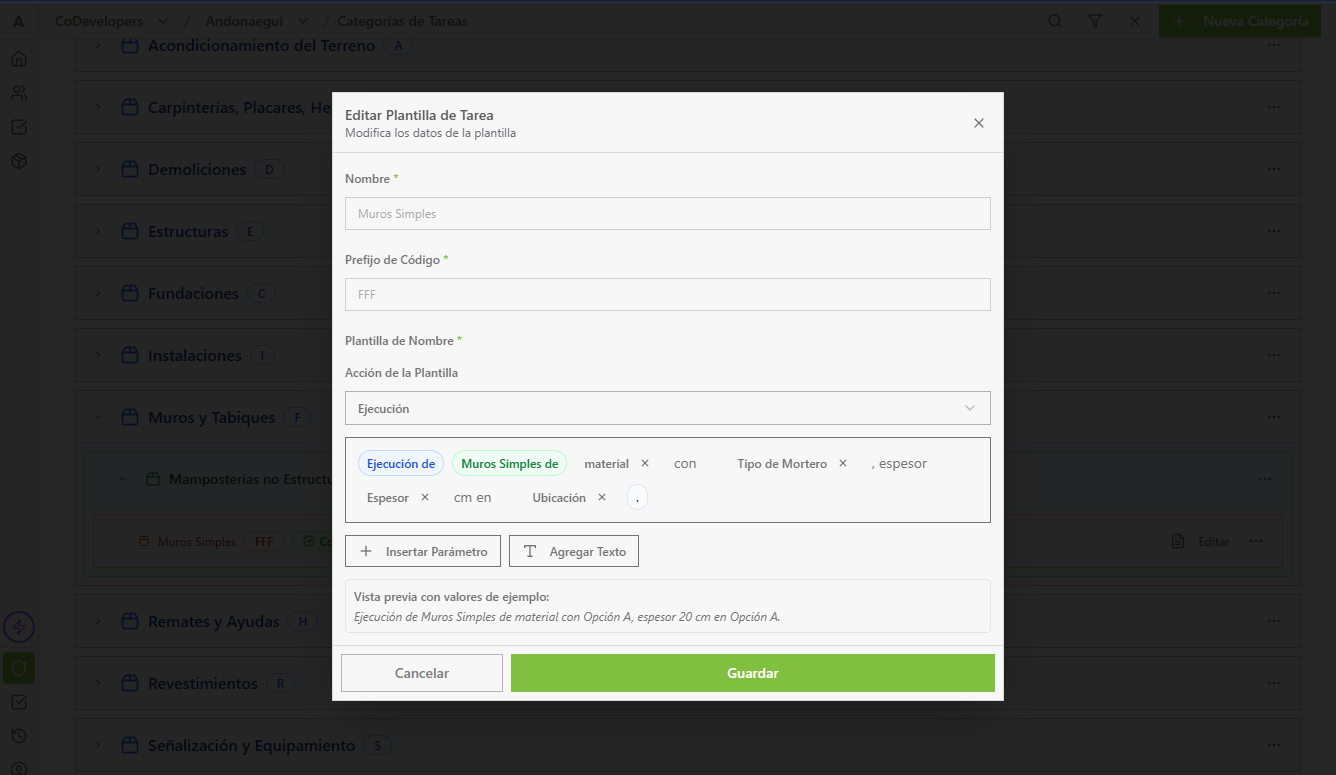 A CoDevelopers / Andonaegui / Categorías de Tareas + Nueva Categoría
Acondicionamiento del Terreno A
Carpinterías, Placares, He
Demoliciones D
Estructuras E
Fundaciones C
Instalaciones I
Muros y Tabiques F
Mamposterías no Estructu
Muros Simples FFF Co Editar
Remates y Ayudas H
Revestimientos R
Señalización y Equipamiento S
Editar Plantilla de Tarea
Modifica los datos de la plantilla
Nombre *
Muros Simples
Prefijo de Código *
FFF
Plantilla de Nombre *
Acción de la Plantilla
Ejecución
Ejecución de Muros Simples de material × con Tipo de Mortero × , espesor
Espesor × cm en Ubicación × .
+ Insertar Parámetro T Agregar Texto
Vista previa con valores de ejemplo:
Ejecución de Muros Simples de material con Opción A, espesor 20 cm en Opción A.
Cancelar Guardar